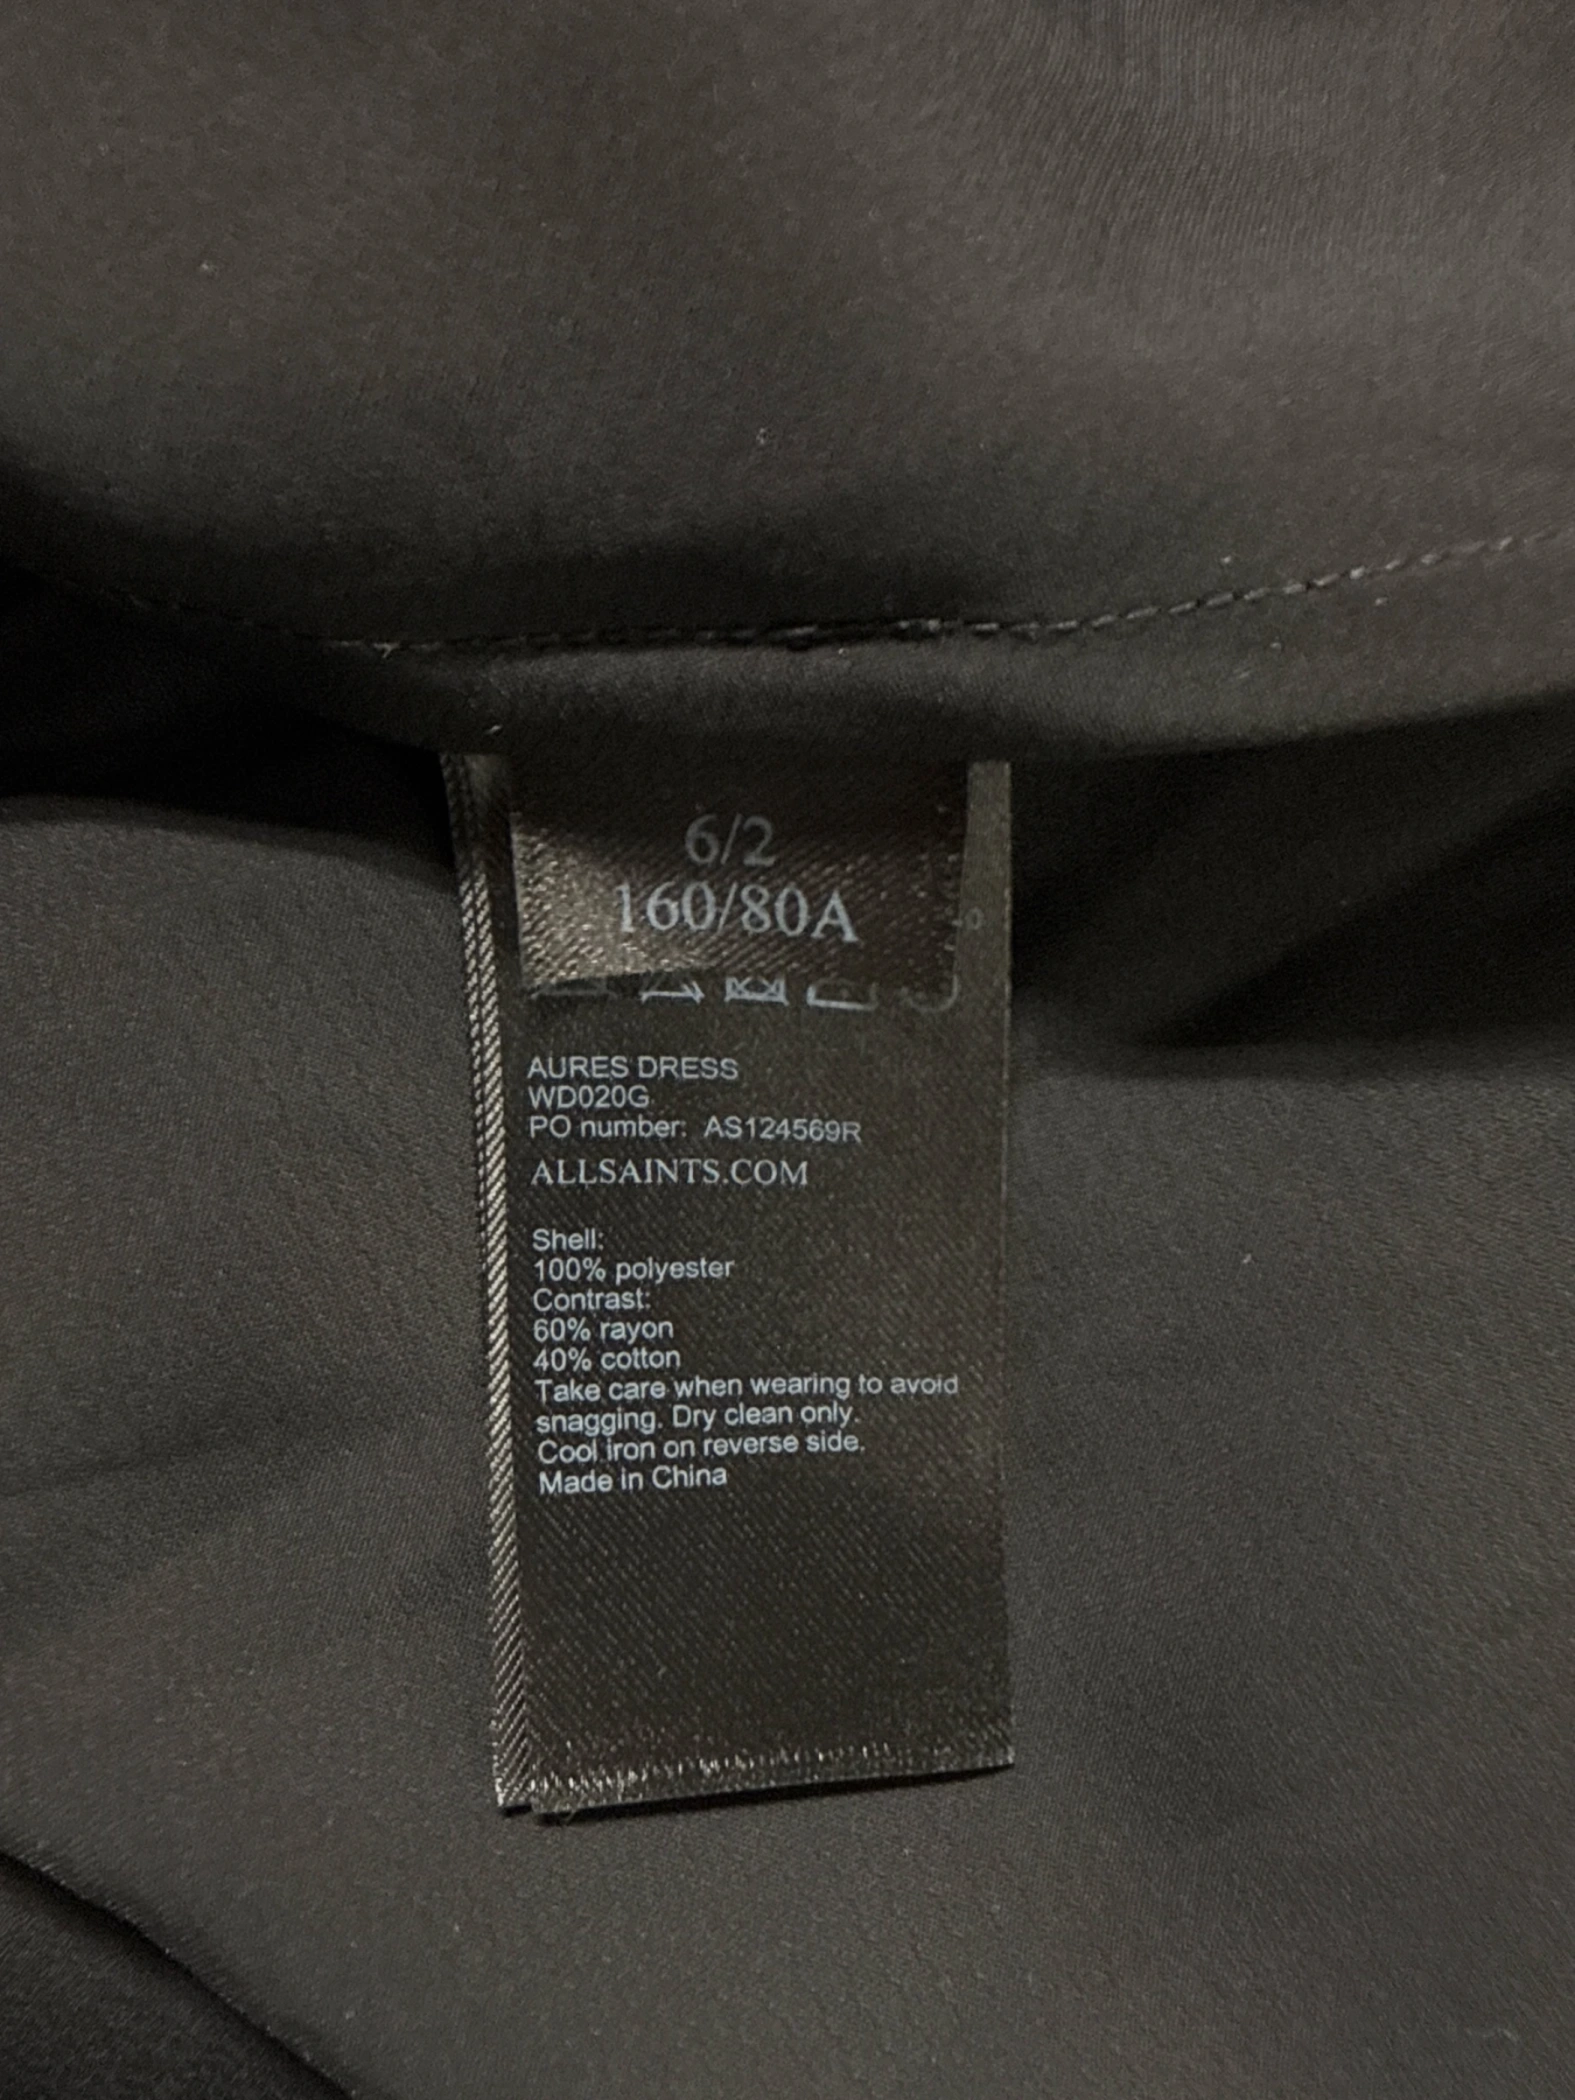 6/2
160/80A
AURES DRESS
WD020G
PO number: AS124569R
ALLSAINTS.COM
Shell:
100% polyester
Contrast:
60% rayon
40% cotton
Take care when wearing to avoid
snagging. Dry clean only.
Cool iron on reverse side.
Made in China